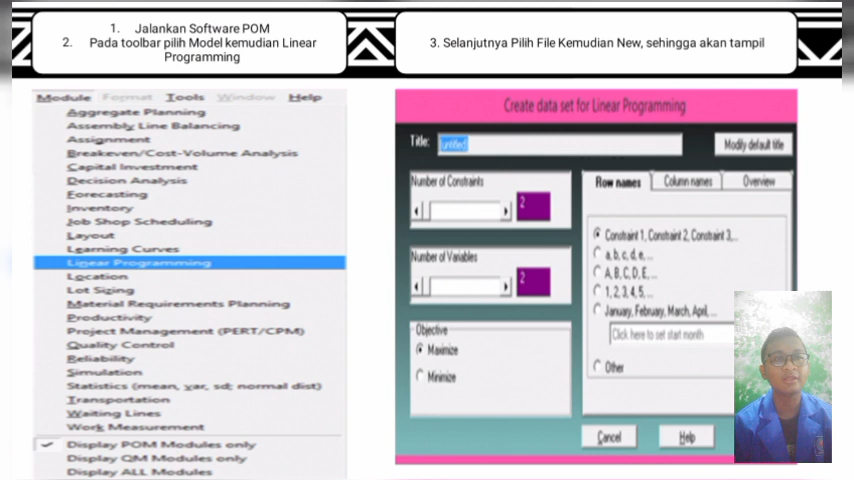 1. Jalankan Software POM
2. Pada toolbar pilih Model kemudian Linear
Programming
3. Selanjutnya Pilih File Kemudian New, sehingga akan tampil
Module Format Tools Window Help
Aggregate Planning
Assembly Line Balancing
Assignment
Breakeven/Cost-Volume Analysis
Capital Investment
Decision Analysis
Forecasting
Inventory
Job Shop Scheduling
Layout
Learning Curves
Linear Programming
Location
Lot Sizing
Material Requirements Planning
Productivity
Project Management (PERT/CPM)
Quality Control
Reliability
Simulation
Statistics (mean, var, sd; normal dist)
Transportation
Waiting Lines
Work Measurement
Display POM Modules only
Display QM Modules only
Display ALL Modules
Create data set for Linear Programming
Title: untitled
Modify default title
Number of Constraints
2
Number of Variables
2
Objective
Maximize
Minimize
Row names Column names Overview
Constraint 1, Constraint 2, Constraint 3,...
a, b, c, d, e, ...
A, B, C, D, E, ...
1, 2, 3, 4, 5, ...
January, February, March, April, ...
Click here to set start month
Other
Cancel Help